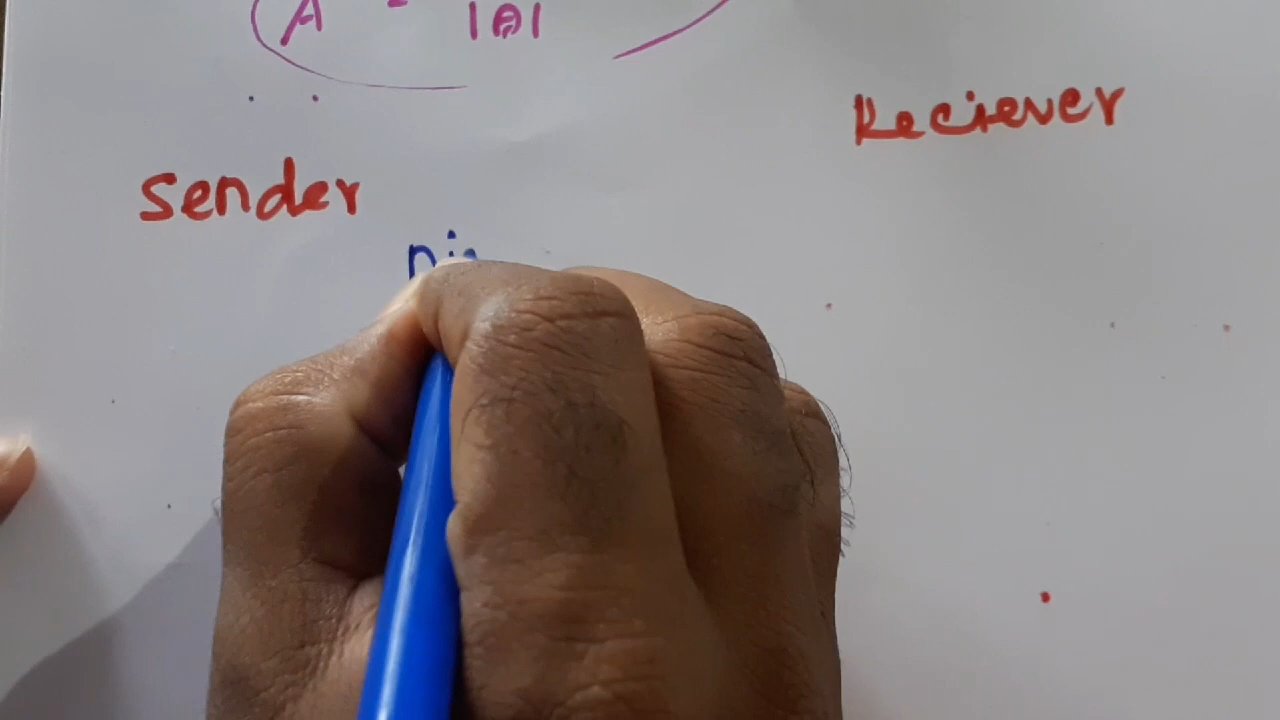 A = |A|
Reciever
Sender